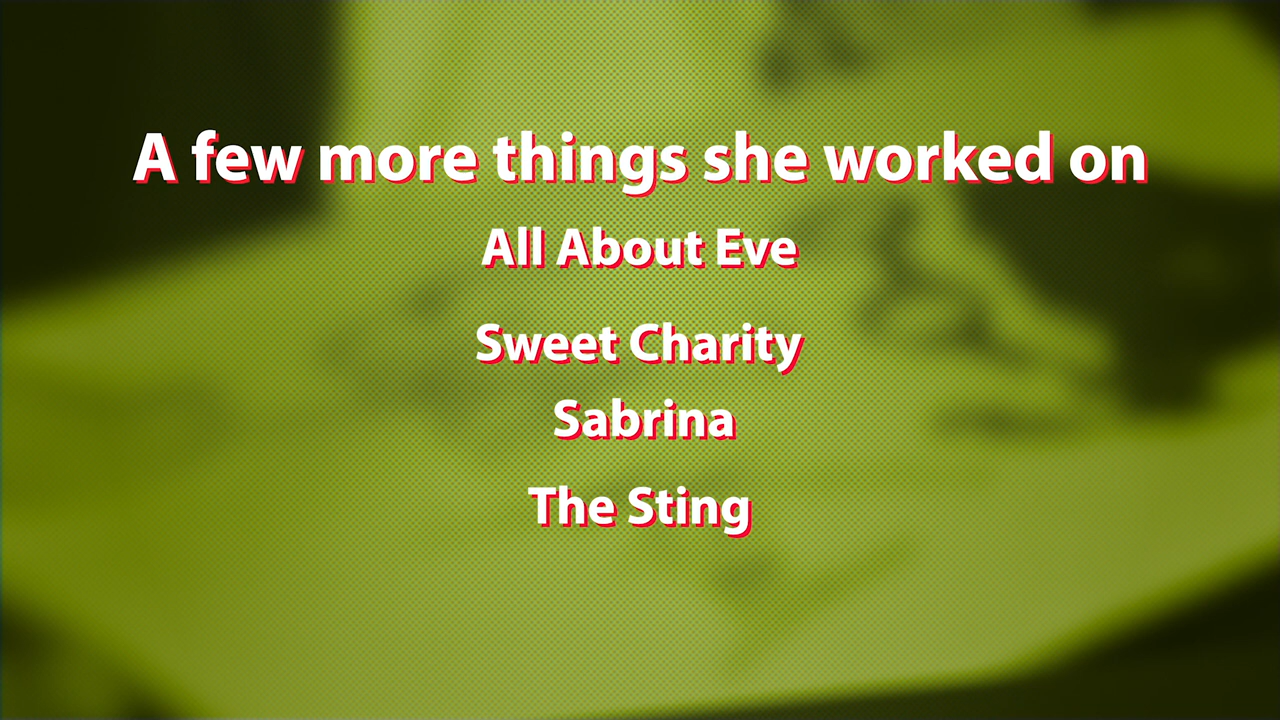 A few more things she worked on
All About Eve
Sweet Charity
Sabrina
The Sting